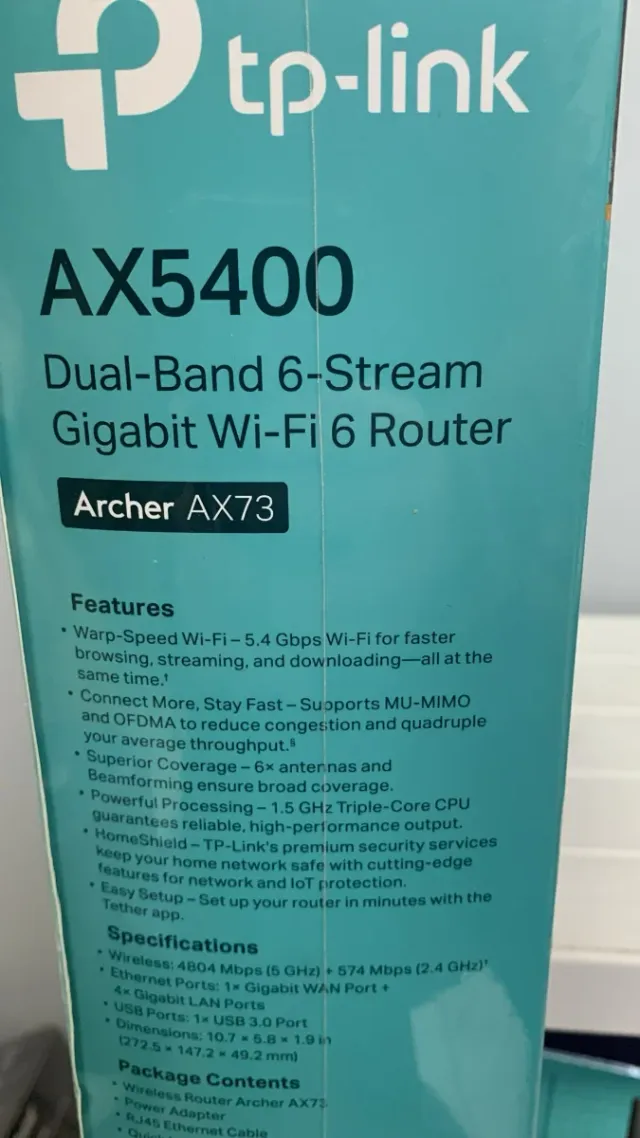 tp-link
AX5400
Dual-Band 6-Stream
Gigabit Wi-Fi 6 Router
Archer AX73
Features
• Warp-Speed Wi-Fi – 5.4 Gbps Wi-Fi for faster
browsing, streaming, and downloading—all at the
same time.†
• Connect More, Stay Fast – Supports MU-MIMO
and OFDMA to reduce congestion and quadruple
your average throughput.§
• Superior Coverage – 6× antennas and
Beamforming ensure broad coverage.
• Powerful Processing – 1.5 GHz Triple-Core CPU
guarantees reliable, high-performance output.
• HomeShield – TP-Link's premium security services
keep your home network safe with cutting-edge
features for network and IoT protection.
• Easy Setup – Set up your router in minutes with the
Tether app.
Specifications
• Wireless: 4804 Mbps (5 GHz) + 574 Mbps (2.4 GHz)†
• Ethernet Ports: 1× Gigabit WAN Port +
4× Gigabit LAN Ports
• USB Ports: 1× USB 3.0 Port
• Dimensions: 10.7 × 5.8 × 1.9 in
(272.5 × 147.2 × 49.2 mm)
Package Contents
• Wireless Router Archer AX73
• Power Adapter
• RJ45 Ethernet Cable